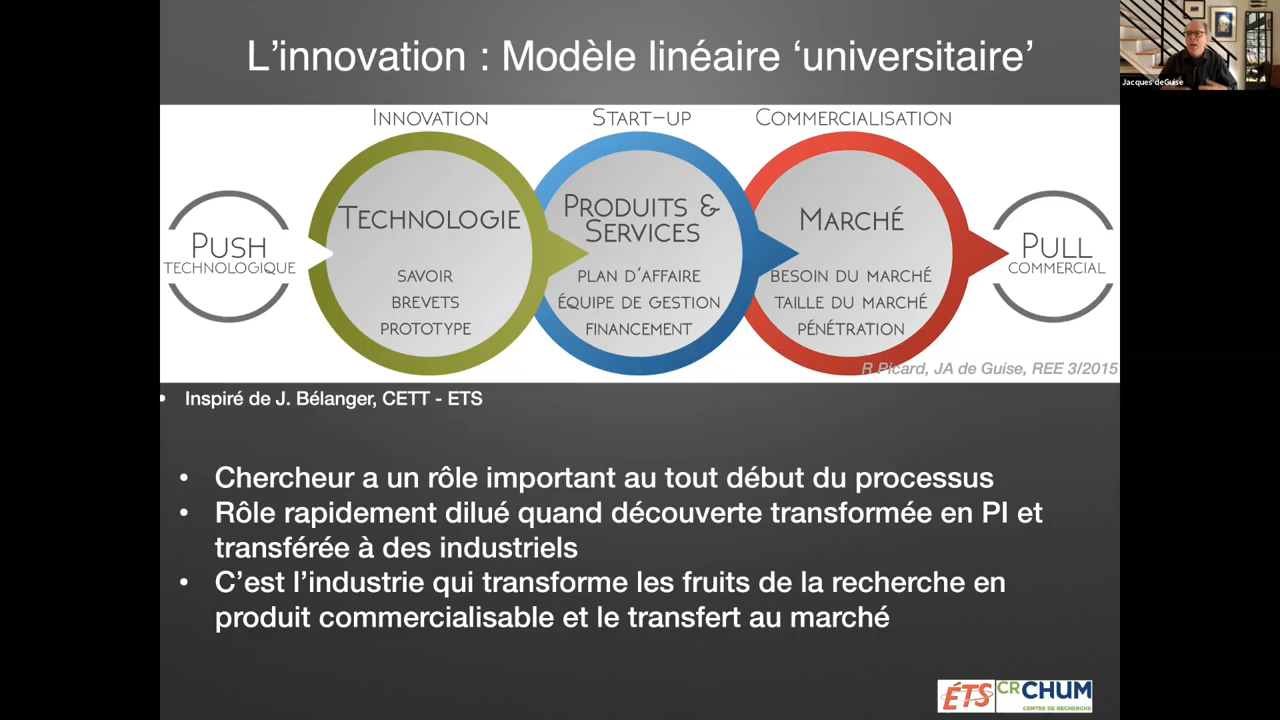 L'innovation : Modèle linéaire ‘universitaire’
Jacques deGuise
INNOVATION
START-UP
COMMERCIALISATION
PUSH
TECHNOLOGIQUE
TECHNOLOGIE
SAVOIR
BREVETS
PROTOTYPE
PRODUITS &
SERVICES
PLAN D'AFFAIRE
ÉQUIPE DE GESTION
FINANCEMENT
MARCHÉ
BESOIN DU MARCHÉ
TAILLE DU MARCHÉ
PÉNÉTRATION
PULL
COMMERCIAL
R Picard, JA de Guise, REE 3/2015
• Inspiré de J. Bélanger, CETT - ETS
• Chercheur a un rôle important au tout début du processus
• Rôle rapidement dilué quand découverte transformée en PI et
transférée à des industriels
• C'est l'industrie qui transforme les fruits de la recherche en
produit commercialisable et le transfert au marché
ÉTS
CRCHUM
CENTRE DE RECHERCHE